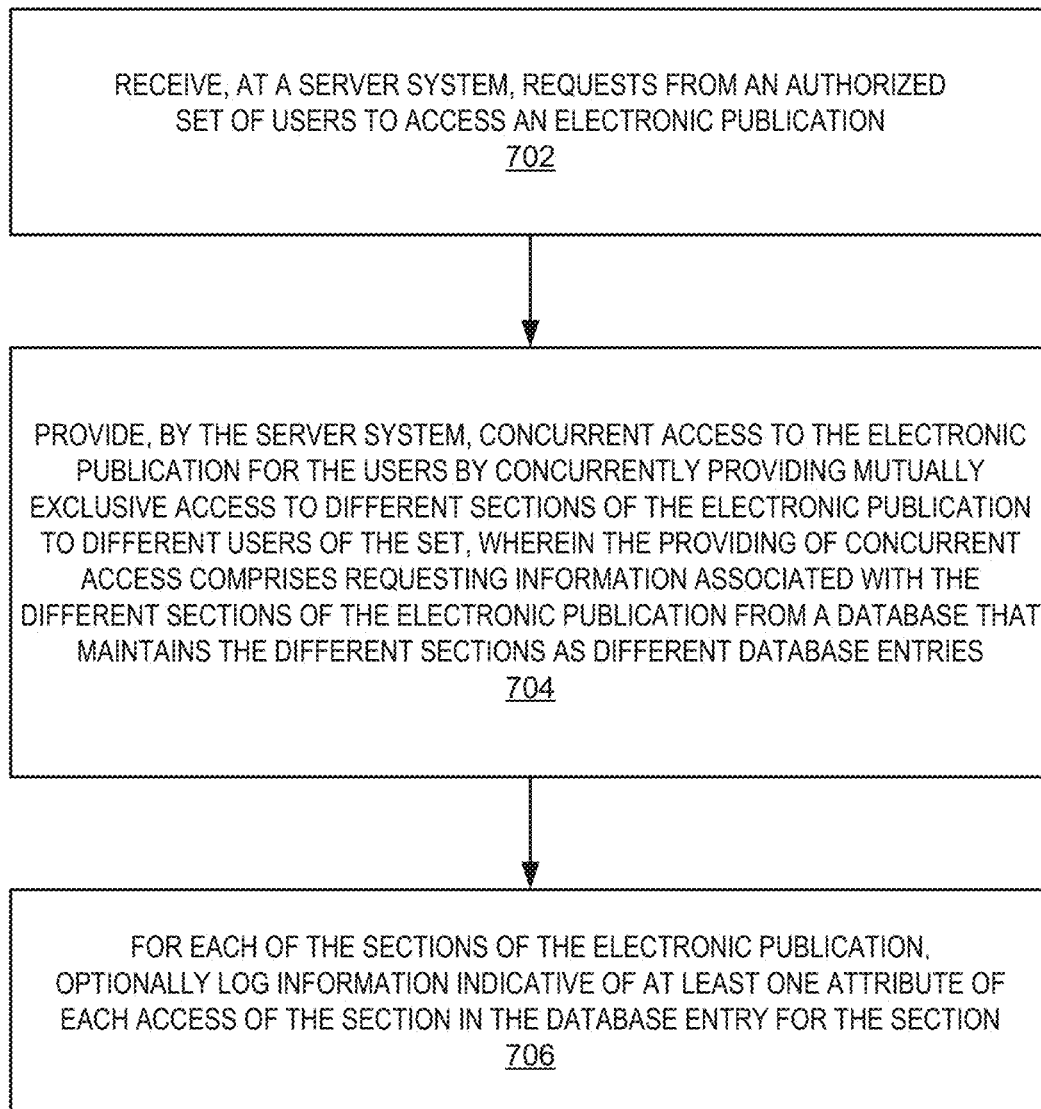 RECEIVE, AT A SERVER SYSTEM, REQUESTS FROM AN AUTHORIZED
SET OF USERS TO ACCESS AN ELECTRONIC PUBLICATION
702
PROVIDE, BY THE SERVER SYSTEM, CONCURRENT ACCESS TO THE ELECTRONIC
PUBLICATION FOR THE USERS BY CONCURRENTLY PROVIDING MUTUALLY
EXCLUSIVE ACCESS TO DIFFERENT SECTIONS OF THE ELECTRONIC PUBLICATION
TO DIFFERENT USERS OF THE SET, WHEREIN THE PROVIDING OF CONCURRENT
ACCESS COMPRISES REQUESTING INFORMATION ASSOCIATED WITH THE
DIFFERENT SECTIONS OF THE ELECTRONIC PUBLICATION FROM A DATABASE THAT
MAINTAINS THE DIFFERENT SECTIONS AS DIFFERENT DATABASE ENTRIES
704
FOR EACH OF THE SECTIONS OF THE ELECTRONIC PUBLICATION,
OPTIONALLY LOG INFORMATION INDICATIVE OF AT LEAST ONE ATTRIBUTE OF
EACH ACCESS OF THE SECTION IN THE DATABASE ENTRY FOR THE SECTION
706